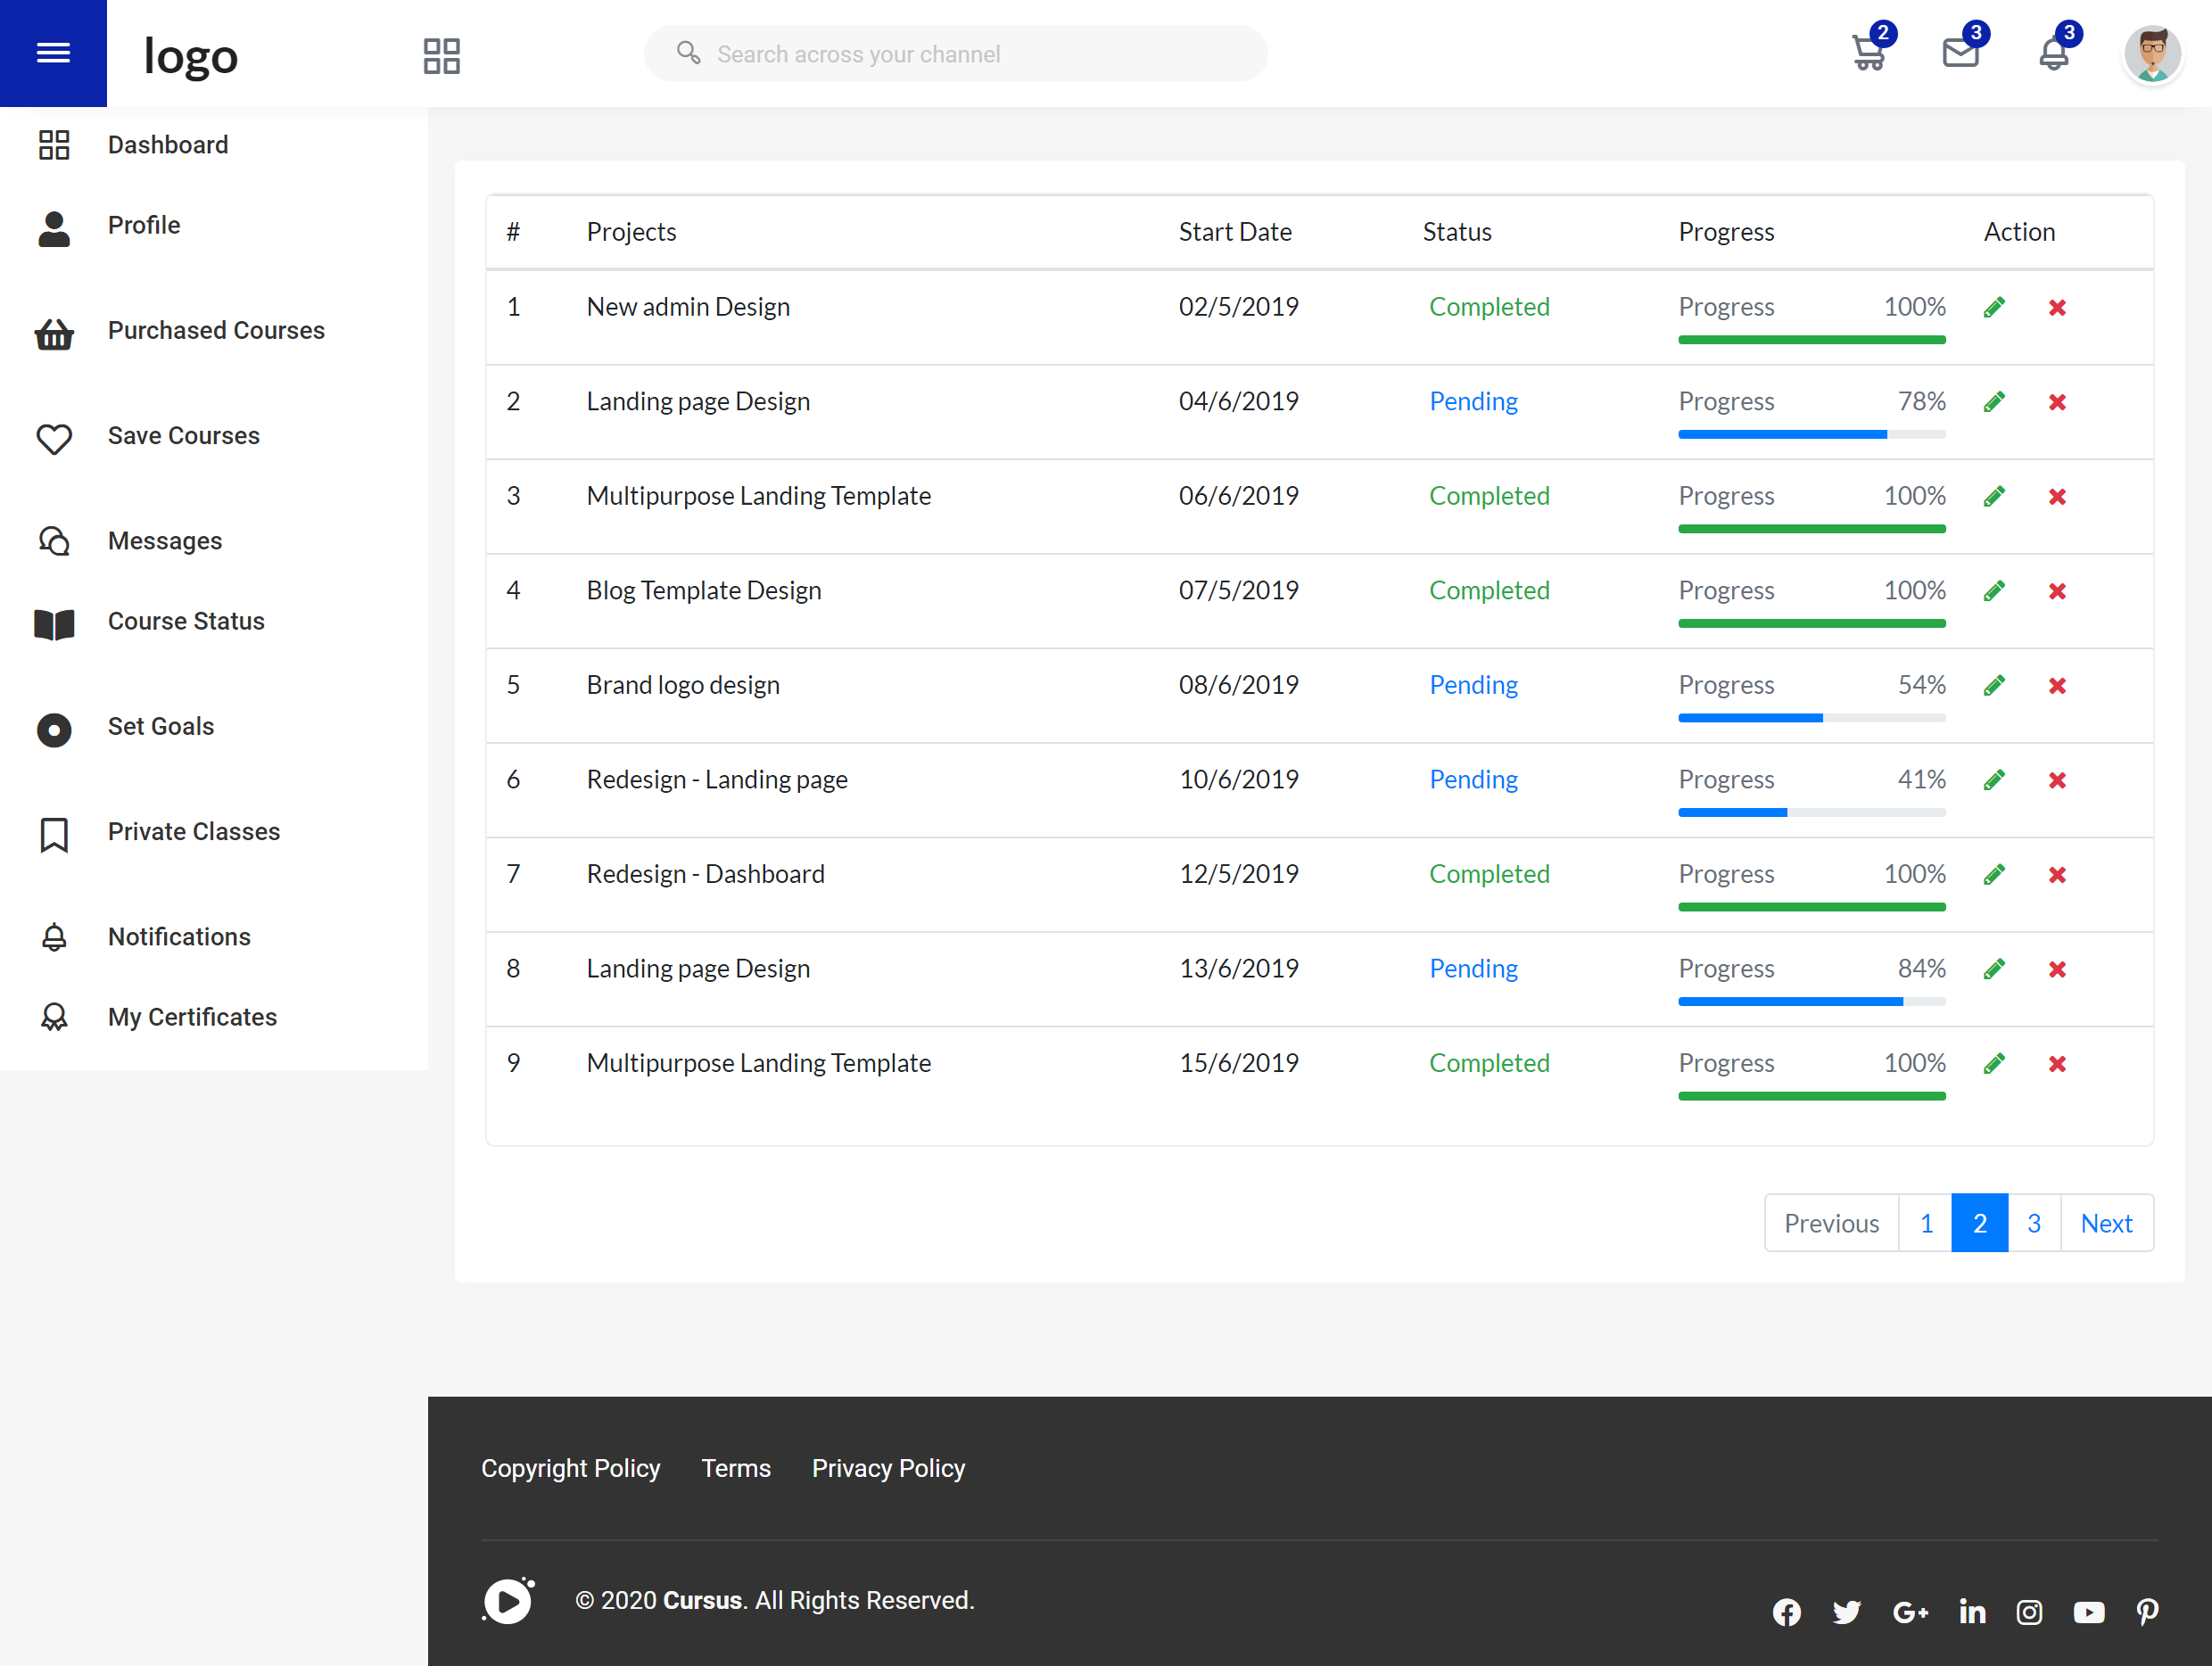 logo
Search across your channel
2
3
3
Dashboard
Profile
Purchased Courses
Save Courses
Messages
Course Status
Set Goals
Private Classes
Notifications
My Certificates
# Projects Start Date Status Progress Action
1 New admin Design 02/5/2019 Completed Progress 100%
2 Landing page Design 04/6/2019 Pending Progress 78%
3 Multipurpose Landing Template 06/6/2019 Completed Progress 100%
4 Blog Template Design 07/5/2019 Completed Progress 100%
5 Brand logo design 08/6/2019 Pending Progress 54%
6 Redesign - Landing page 10/6/2019 Pending Progress 41%
7 Redesign - Dashboard 12/5/2019 Completed Progress 100%
8 Landing page Design 13/6/2019 Pending Progress 84%
9 Multipurpose Landing Template 15/6/2019 Completed Progress 100%
Previous 1 2 3 Next
Copyright Policy Terms Privacy Policy
© 2020 Cursus. All Rights Reserved.